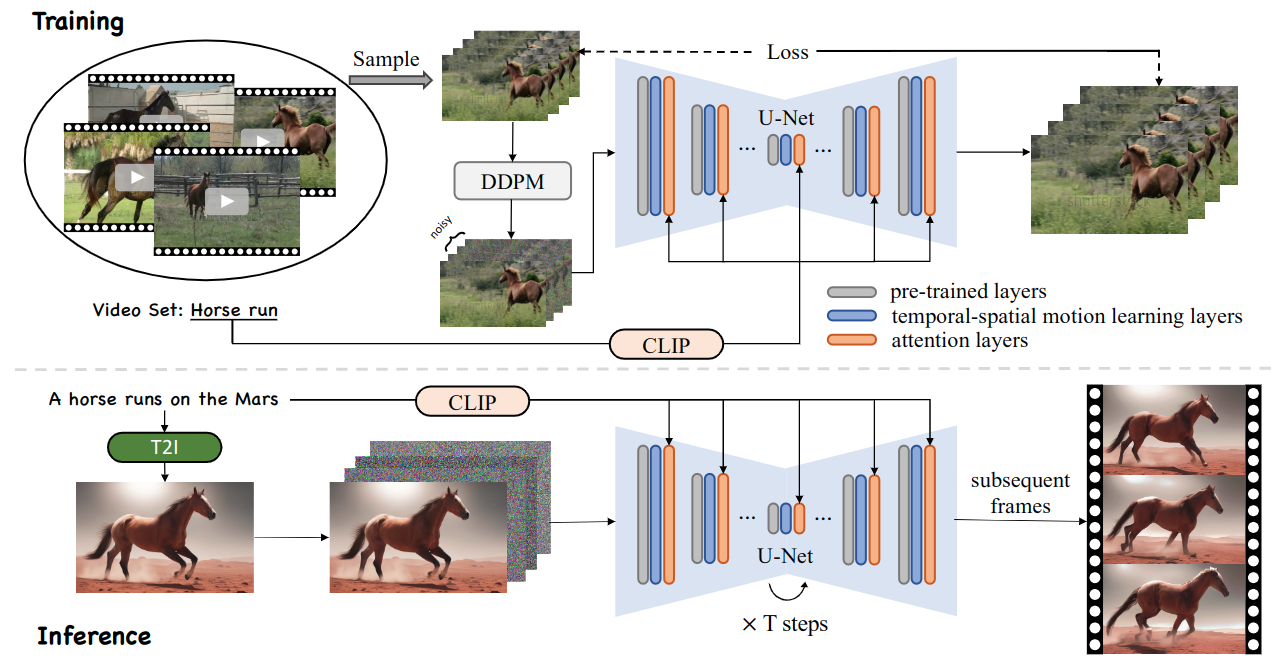 Training
Sample
Loss
U-Net
...
...
DDPM
noisy
Video Set: Horse run
CLIP
pre-trained layers
temporal-spatial motion learning layers
attention layers
A horse runs on the Mars
CLIP
T2I
...
...
U-Net
× T steps
subsequent
frames
Inference